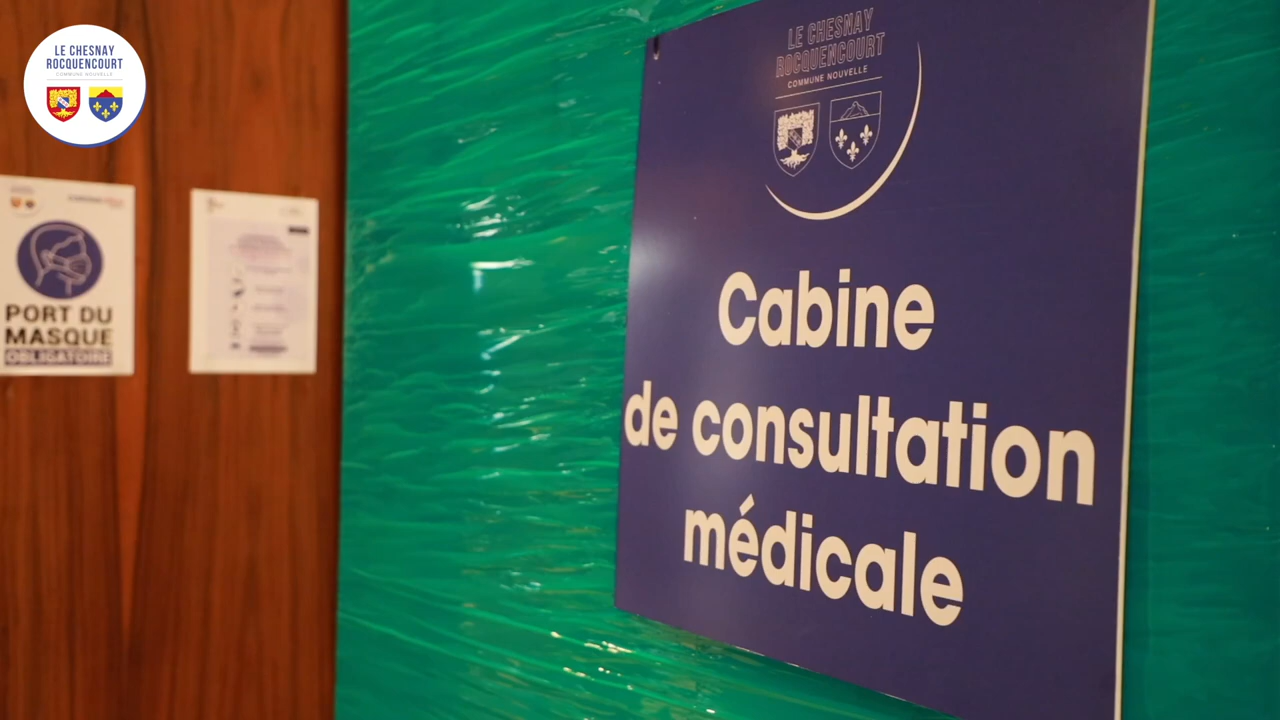 LE CHESNAY
ROCQUENCOURT
COMMUNE NOUVELLE
PORT DU
MASQUE
OBLIGATOIRE
LE CHESNAY
ROCQUENCOURT
COMMUNE NOUVELLE
Cabine
de consultation
médicale